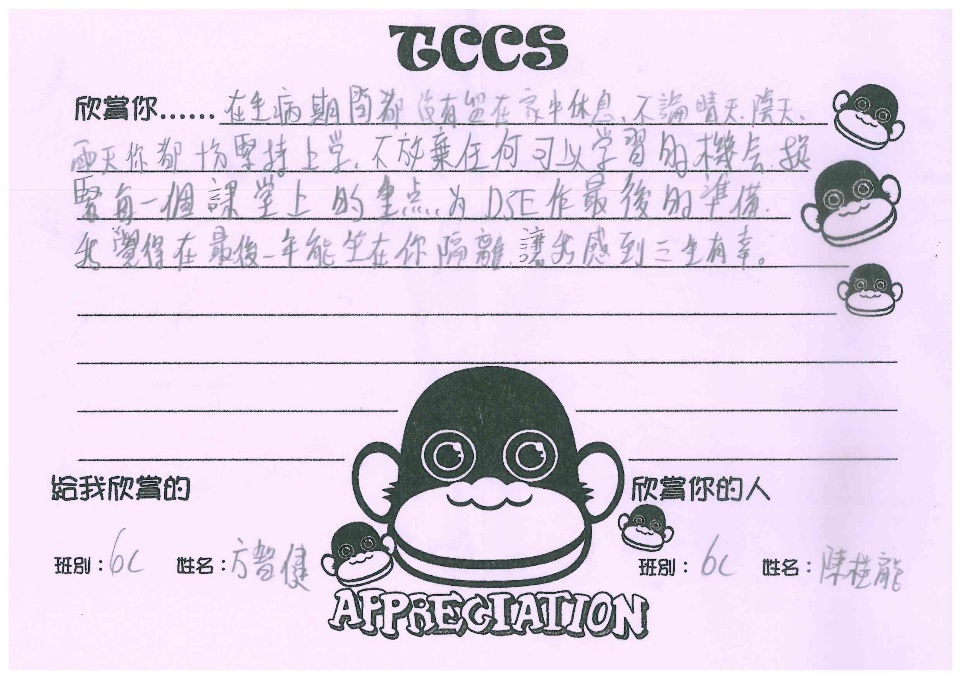 TCCS
欣賞你......在生病期間都沒有留在家中休息、不論晴天、陰天、
雨天你都均堅持上学、不放棄任何可以学習的機会、抓
緊每一個課堂上的重点、为DSE作最後的準備.
我覺得在最後一年能坐在你隔離、讓我感到三生有幸。
給我欣賞的
欣賞你的人
班別：6C 姓名：方智健
班別：6C 姓名：陳桂龍
APPRECIATION